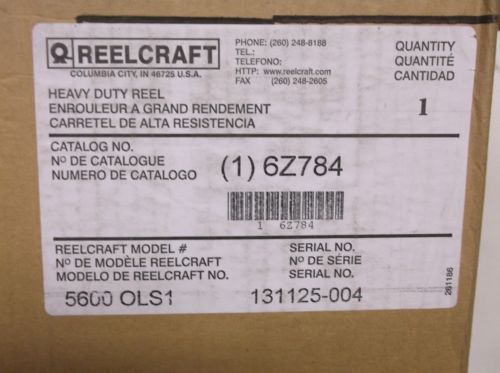 REELCRAFT
COLUMBIA CITY, IN 46725 U.S.A.
PHONE: (260) 248-8188
TEL.:
TELEFONO:
HTTP: www.reelcraft.com
FAX (260) 248-2605
QUANTITY
QUANTITÉ
CANTIDAD
1
HEAVY DUTY REEL
ENROULEUR A GRAND RENDEMENT
CARRETEL DE ALTA RESISTENCIA
CATALOG NO.
Nº DE CATALOGUE
NUMERO DE CATALOGO
(1) 6Z784
1 6Z784
REELCRAFT MODEL #
Nº DE MODÈLE REELCRAFT
MODELO DE REELCRAFT NO.
5600 OLS1
SERIAL NO.
Nº DE SÉRIE
SERIAL NO.
131125-004
261186